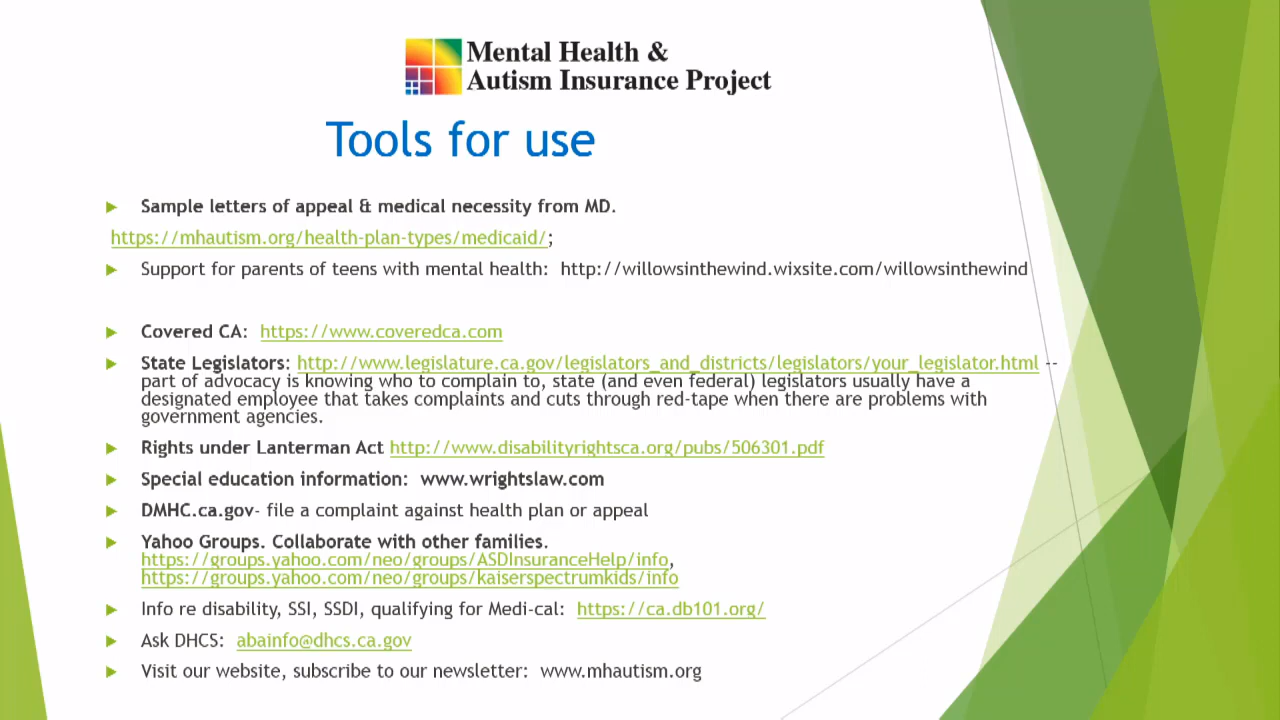 Mental Health &
Autism Insurance Project
Tools for use
Sample letters of appeal & medical necessity from MD.
https://mhautism.org/health-plan-types/medicaid/;
Support for parents of teens with mental health: http://willowsinthewind.wixsite.com/willowsinthewind
Covered CA: https://www.coveredca.com
State Legislators: http://www.legislature.ca.gov/legislators_and_districts/legislators/your_legislator.html --
part of advocacy is knowing who to complain to, state (and even federal) legislators usually have a
designated employee that takes complaints and cuts through red-tape when there are problems with
government agencies.
Rights under Lanterman Act http://www.disabilityrightsca.org/pubs/506301.pdf
Special education information: www.wrightslaw.com
DMHC.ca.gov- file a complaint against health plan or appeal
Yahoo Groups. Collaborate with other families.
https://groups.yahoo.com/neo/groups/ASDInsuranceHelp/info,
https://groups.yahoo.com/neo/groups/kaiserspectrumkids/info
Info re disability, SSI, SSDI, qualifying for Medi-cal: https://ca.db101.org/
Ask DHCS: abainfo@dhcs.ca.gov
Visit our website, subscribe to our newsletter: www.mhautism.org